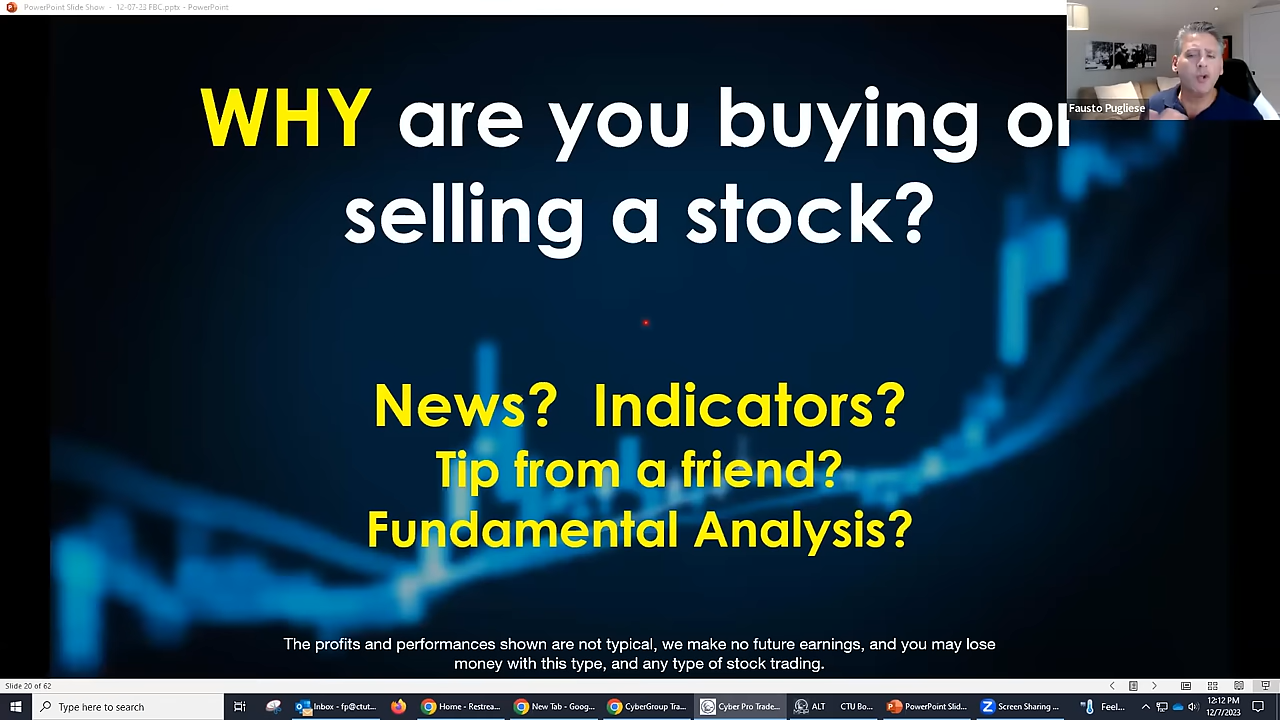 PowerPoint Slide Show - 12-07-23 FBC.pptx - PowerPoint
Fausto Pugliese
WHY are you buying or
selling a stock?
News? Indicators?
Tip from a friend?
Fundamental Analysis?
The profits and performances shown are not typical, we make no future earnings, and you may lose
money with this type, and any type of stock trading.
Slide 20 of 62
Type here to search
Inbox - fp@ctut...
Home - Restrea...
New Tab - Goog...
CyberGroup Tra...
Cyber Pro Trade...
ALT
CTU Bo...
PowerPoint Slid...
Screen Sharing ...
Feel...
12:12 PM
12/7/2023